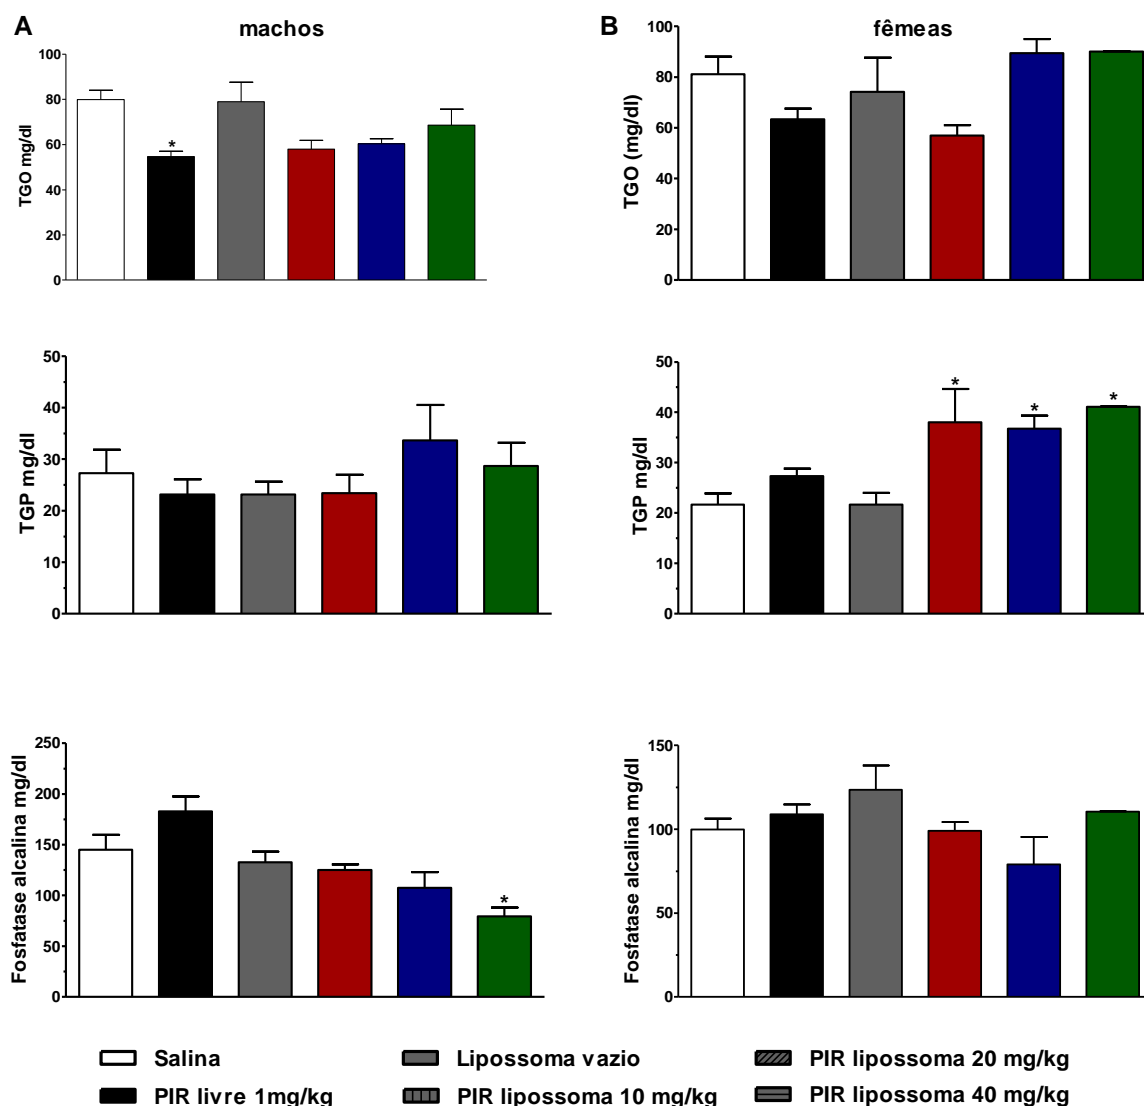 A machos
TGO mg/dl
100
80
60
40
20
0
*
B fêmeas
TGO (mg/dl)
100
80
60
40
20
0
TGP mg/dl
50
40
30
20
10
0
TGP mg/dl
50
40
30
20
10
0
* * *
Fosfatase alcalina mg/dl
250
200
150
100
50
0
*
Fosfatase alcalina mg/dl
150
100
50
0
Salina
Lipossoma vazio
PIR lipossoma 20 mg/kg
PIR livre 1mg/kg
PIR lipossoma 10 mg/kg
PIR lipossoma 40 mg/kg